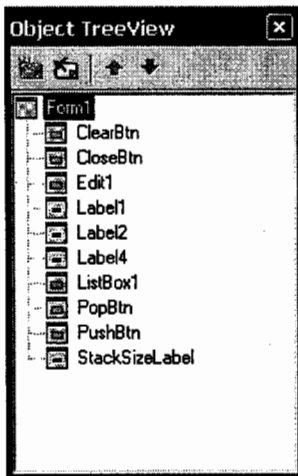 Object TreeView
Form1
ClearBtn
CloseBtn
Edit1
Label1
Label2
Label4
ListBox1
PopBtn
PushBtn
StackSizeLabel